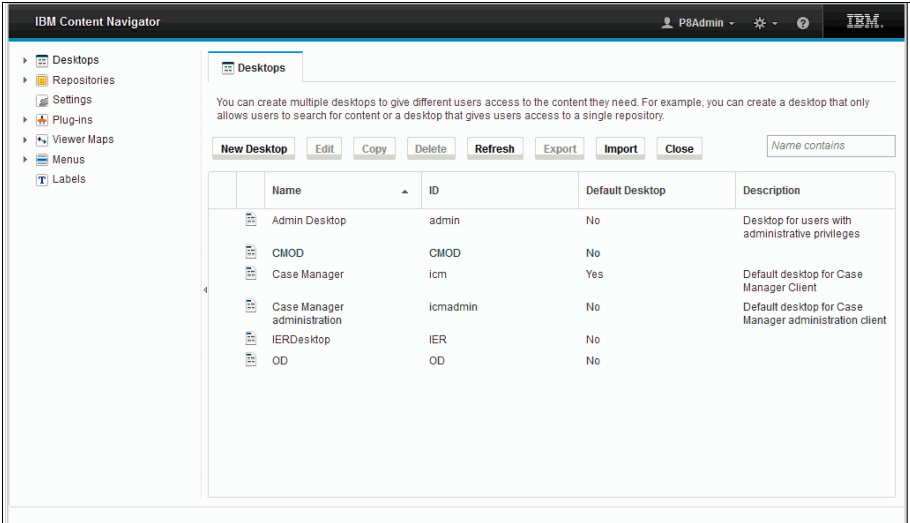 IBM Content Navigator
P8Admin
IBM.
Desktops
Repositories
Settings
Plug-ins
Viewer Maps
Menus
Labels
Desktops
You can create multiple desktops to give different users access to the content they need. For example, you can create a desktop that only
allows users to search for content or a desktop that gives users access to a single repository.
New Desktop Edit Copy Delete Refresh Export Import Close Name contains
Name ID Default Desktop Description
Admin Desktop admin No Desktop for users with
administrative privileges
CMOD CMOD No
Case Manager icm Yes Default desktop for Case
Manager Client
Case Manager icmadmin No Default desktop for Case
administration Manager administration client
IERDesktop IER No
OD OD No